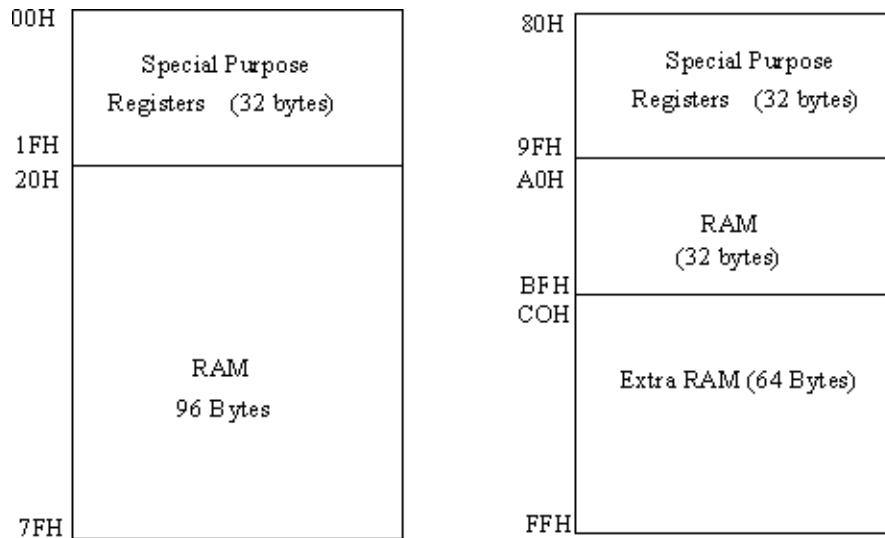 00H
Special Purpose
Registers (32 bytes)
1FH
20H
RAM
96 Bytes
7FH
80H
Special Purpose
Registers (32 bytes)
9FH
A0H
RAM
(32 bytes)
BFH
COH
Extra RAM (64 Bytes)
FFH